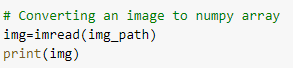 # Converting an image to numpy array
img=imread(img_path)
print(img)